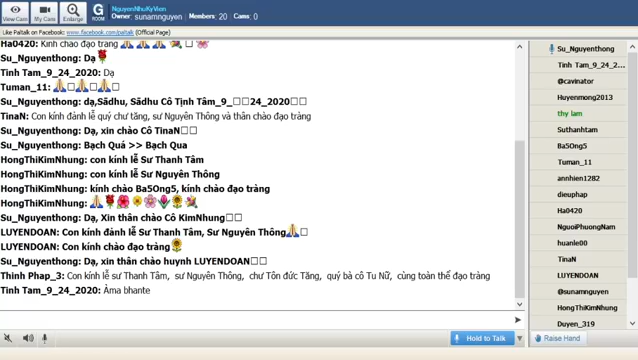 View Cam
My Cam
Enlarge
G
ROOM
NguyenNhuKyVien
Owner: sunamnguyen | Members: 20 | Cams: 0
Like Paltalk on Facebook: www.facebook.com/paltalk (Official Page)
Ha0420: Kính chào đạo tràng
Su_Nguyenthong: Dạ
Tinh Tam_9_24_2020: Dạ
Tuman_11:
Su_Nguyenthong: dạ,Sādhu, Sādhu Cô Tịnh Tâm_9_□□24_2020□□
TinaN: Con kính đảnh lễ quý chư tăng, sư Nguyên Thông và thân chào đạo tràng
Su_Nguyenthong: Dạ, xin chào Cô TinaN□□
Su_Nguyenthong: Bạch Quá >> Bạch Qua
HongThiKimNhung: con kính lễ Sư Thanh Tâm
HongThiKimNhung: con kính lễ Sư Nguyên Thông
HongThiKimNhung: kính chào Ba5Ong5, kính chào đạo tràng
HongThiKimNhung:
Su_Nguyenthong: Dạ, Xin thân chào Cô KimNhung□□
LUYENDOAN: Con kính đảnh lễ Sư Thanh Tâm, Sư Nguyên Thông
LUYENDOAN: Con kính chào đạo tràng
Su_Nguyenthong: Dạ, xin thân chào huynh LUYENDOAN□□
Thinh Phap_3: Con kính lễ sư Thanh Tâm, sư Nguyên Thông, chư Tôn đức Tăng, quý bà cô Tu Nữ, cùng toàn thể đạo tràng
Tinh Tam_9_24_2020: Āma bhante
Su_Nguyenthong
Tinh Tam_9_24_2...
@cavinator
Huyenmong2013
thy lam
Suthanhtam
Ba5Ong5
Tuman_11
annhien1282
dieuphap
Ha0420
NguoiPhuongNam
huanle00
TinaN
LUYENDOAN
@sunamnguyen
HongThiKimNhung
Duyen_319
Hold to Talk
Raise Hand